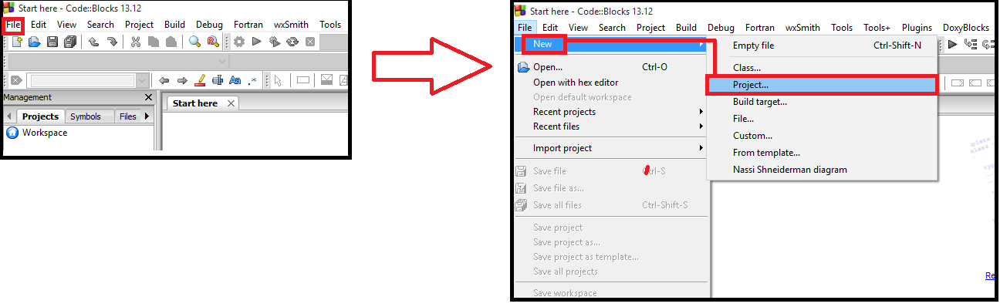 Start here - Code::Blocks 13.12
File Edit View Search Project Build Debug Fortran wxSmith Tools
Management
Projects Symbols Files
Workspace
Start here
Start here - Code::Blocks 13.12
File Edit View Search Project Build Debug Fortran wxSmith Tools Tools+ Plugins DoxyBlocks
New
Open... Ctrl-O
Open with hex editor
Open default workspace
Recent projects
Recent files
Import project
Save file Ctrl-S
Save file as...
Save all files Ctrl-Shift-S
Save project
Save project as...
Save project as template...
Save all projects
Save workspace
Empty file Ctrl-Shift-N
Class...
Project...
Build target...
File...
Custom...
From template...
Nassi Shneiderman diagram
Re